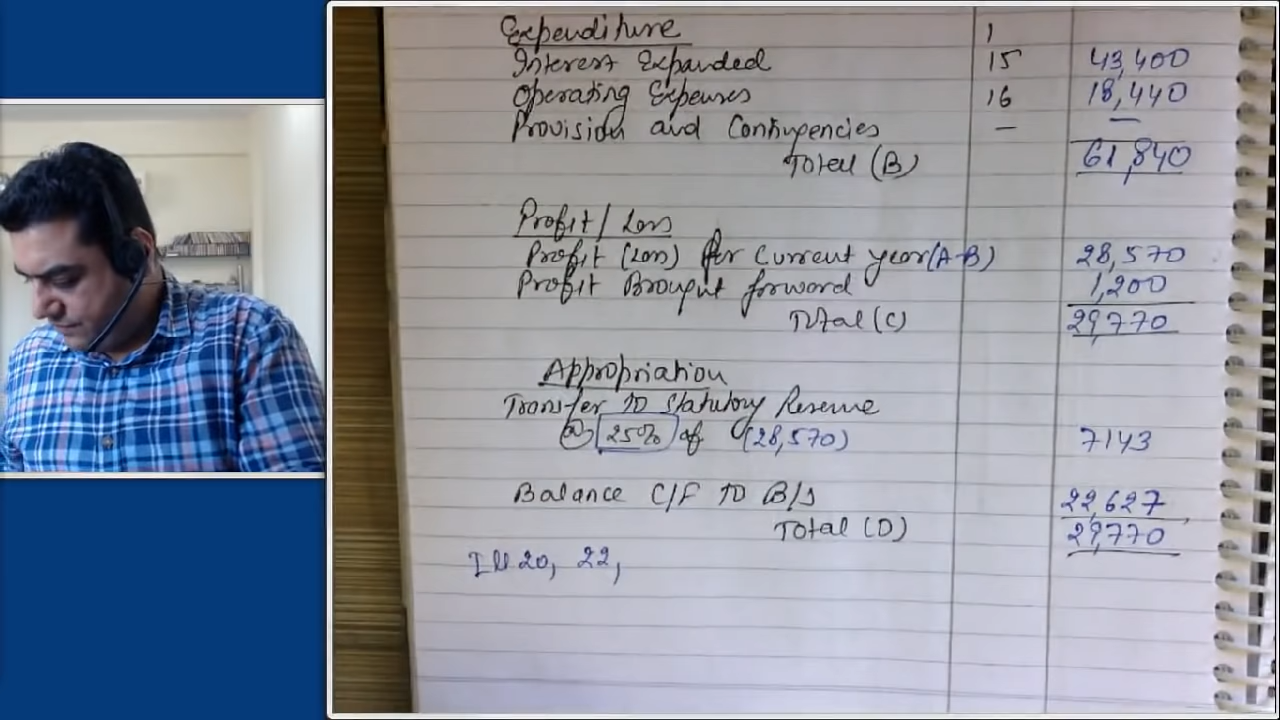 Expenditure 1
Interest Expanded 15 43,400
Operating Expenses 16 18,440
Provision and Contingencies — —
Total (B) 61,840
Profit / Loss
Profit (Loss) for Current year (A-B) 28,570
Profit Brought forward 1,200
Total (C) 29,770
Appropriation
Transfer to Statutory Reserve
@ 25% of (28,570) 7143
Balance C/F to B/S 22,627
Total (D) 29,770
Ill 20, 22,